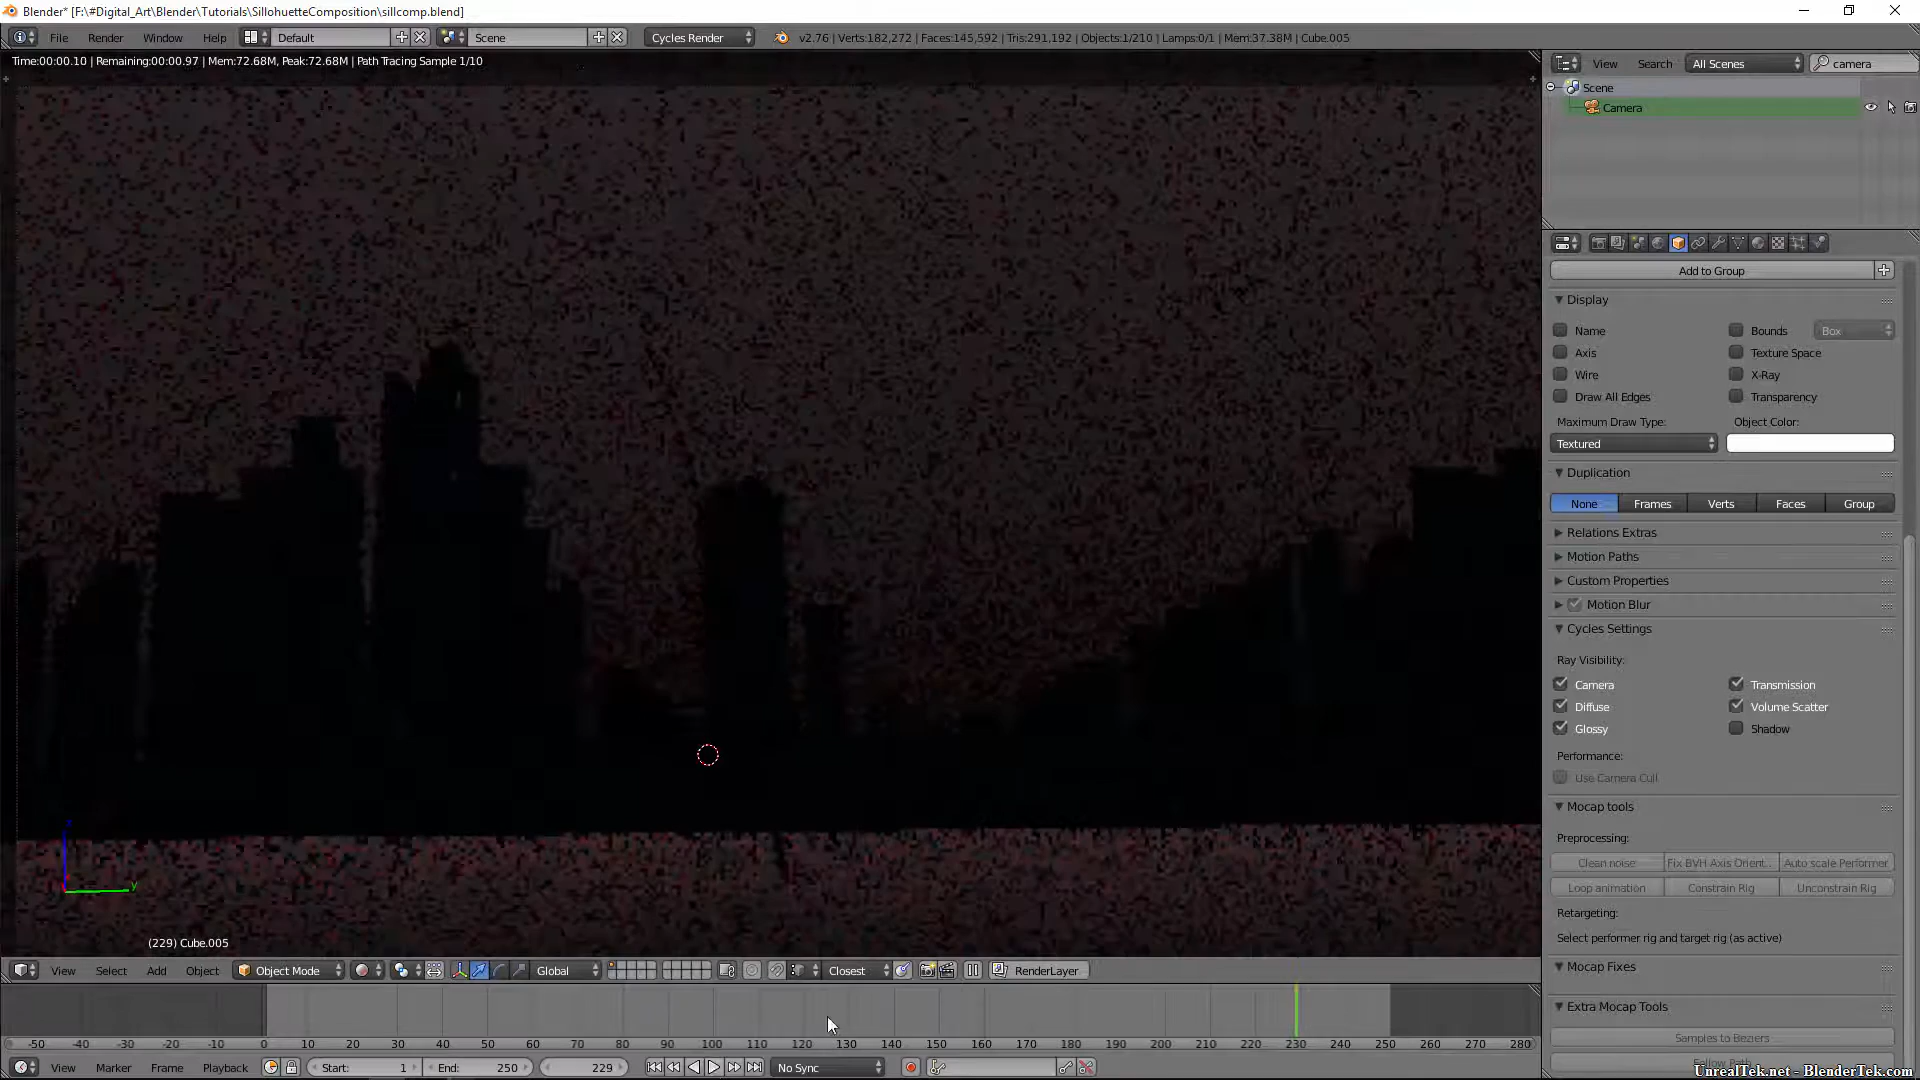 Blender* [F:\#Digital_Art\Blender\Tutorials\SillohuetteComposition\sillcomp.blend]
File Render Window Help Default Scene Cycles Render v2.76 | Verts:182,272 | Faces:145,592 | Tris:291,192 | Objects:1/210 | Lamps:0/1 | Mem:37.38M | Cube.005
Time:00:00.10 | Remaining:00:00.97 | Mem:72.68M, Peak:72.68M | Path Tracing Sample 1/10
View Search All Scenes camera
Scene
Camera
Add to Group
Display
Name Bounds Box
Axis Texture Space
Wire X-Ray
Draw All Edges Transparency
Maximum Draw Type: Object Color:
Textured
Duplication
None Frames Verts Faces Group
Relations Extras
Motion Paths
Custom Properties
Motion Blur
Cycles Settings
Ray Visibility:
Camera Transmission
Diffuse Volume Scatter
Glossy Shadow
Performance:
Use Camera Cull
Mocap tools
Preprocessing:
Clean noise Fix BVH Axis Orient... Auto scale Performer
Loop animation Constrain Rig Unconstrain Rig
Retargeting:
Select performer rig and target rig (as active)
Mocap Fixes
Extra Mocap Tools
Samples to Beziers
Follow Path
y
(229) Cube.005
View Select Add Object Object Mode Global Closest RenderLayer
-50 -40 -30 -20 -10 0 10 20 30 40 50 60 70 80 90 100 110 120 130 140 150 160 170 180 190 200 210 220 230 240 250 260 270 280
View Marker Frame Playback Start: 1 End: 250 229 No Sync
UnrealTek.net - BlenderTek.com